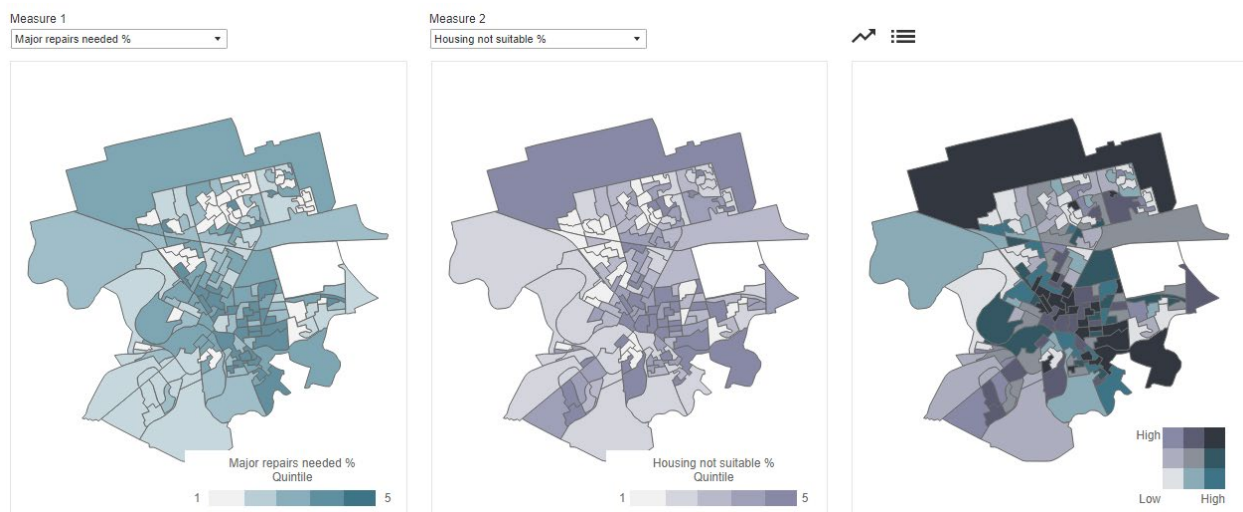 Measure 1
Major repairs needed %
Measure 2
Housing not suitable %
Major repairs needed %
Quintile
1
5
Housing not suitable %
Quintile
1
5
High
Low
High